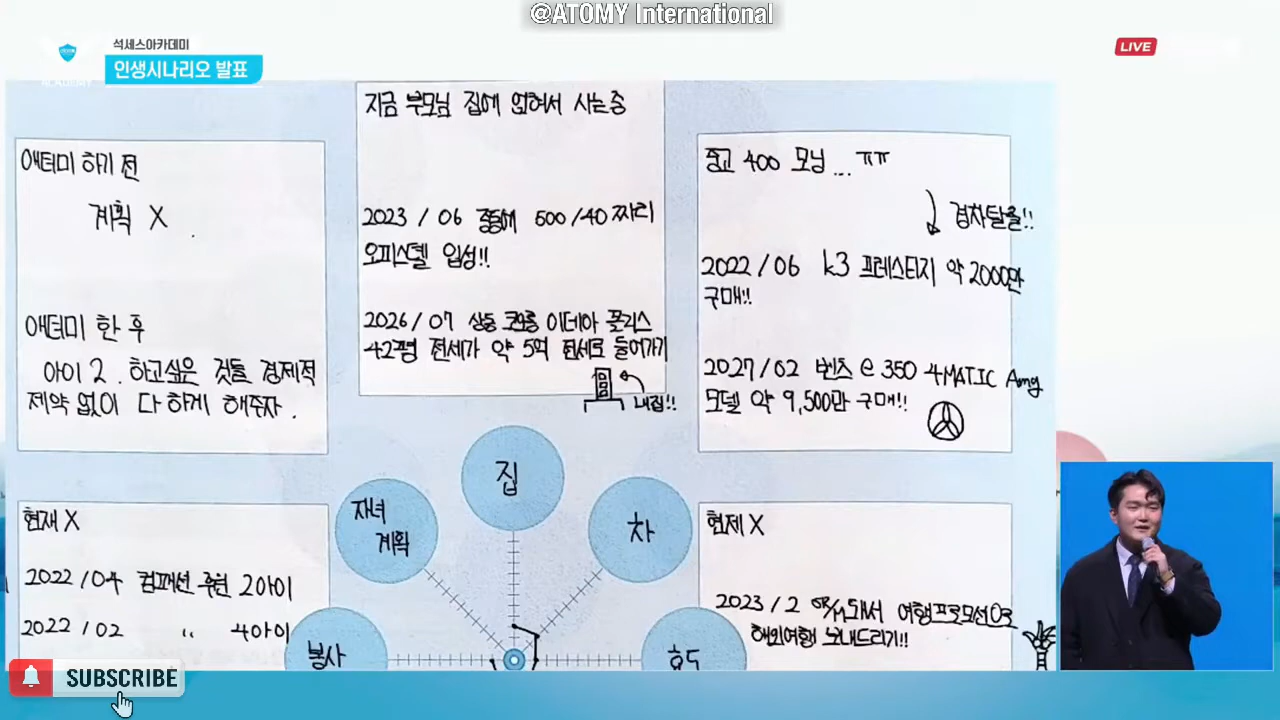 @ATOMY International
석세스아카데미
인생시나리오 발표
LIVE
ACADEMY
지금 부모님 집에 얹혀서 사는중
2023 / 06 중동에 500/40 짜리
오피스텔 입성!!
2026/07 상동 코오롱 이데아 폴리스
42평 전세가 약 5억 전세로 들어가기
내집!!
애터미 하기 전
계획 X
애터미 한 후
아이 2. 하고싶은 것들 경제적
제약 없이 다 하게 해주자.
중고 400 모닝... ㅠㅠ
경차탈출!!
2022/06 k3 프레스티지 약 2000만
구매!!
2027/02 벤츠 e 350 4MATIC Amg
모델 약 9,500만 구매!!
집
자녀
계획
차
현재 X
2022/04 컴패션 후원 2아이
2022/02 " 4아이
봉사
현제 X
2023/2 돼서 여행프로모션으로
해외여행 보내드리기!!
효도
SUBSCRIBE